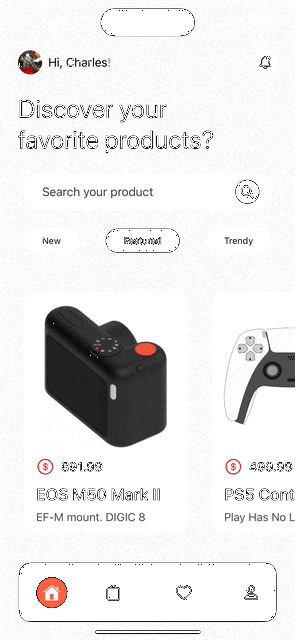 Hi, Charles!
Discover your
favorite products?
Search your product
New Featured Trendy
$ 591.99 $ 499.99
EOS M50 Mark II PS5 Cont
EF-M mount. DIGIC 8 Play Has No L